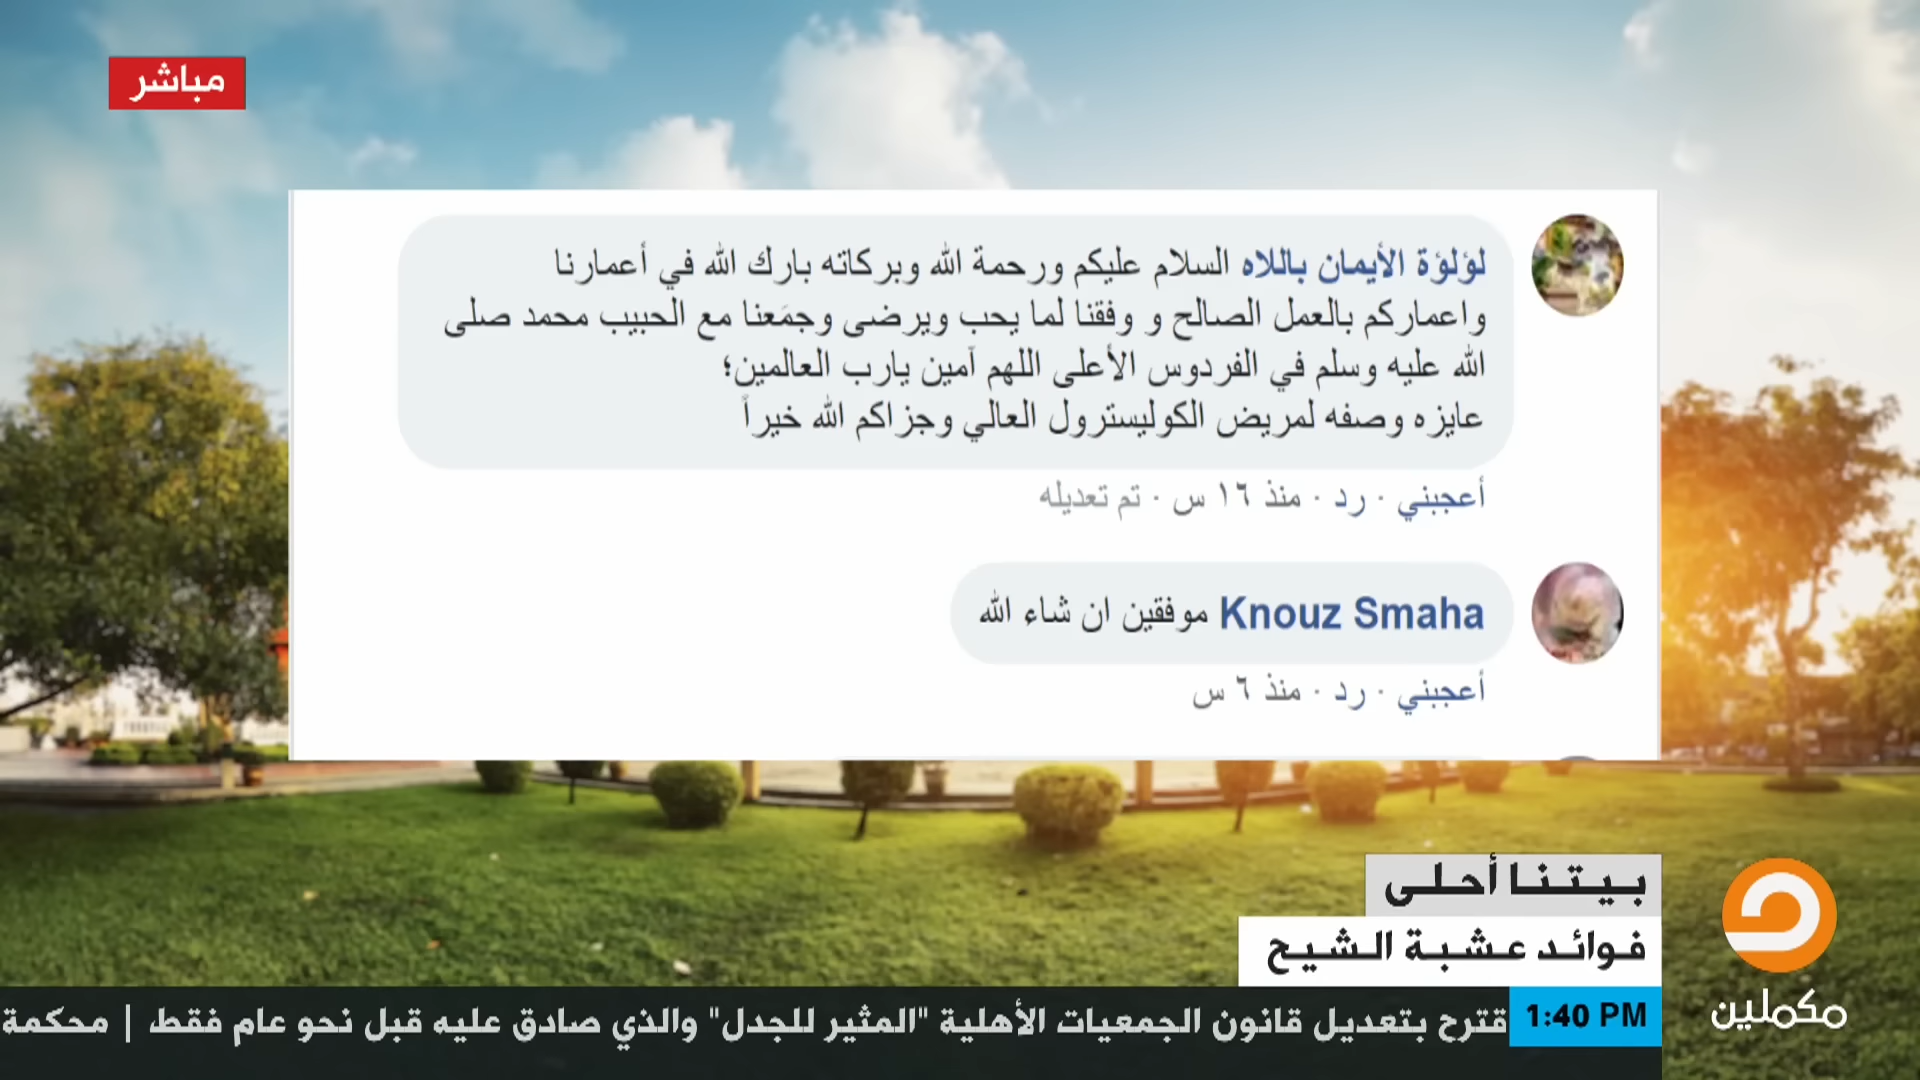 مباشر
لؤلؤة الأيمان باللاه السلام عليكم ورحمة الله وبركاته بارك الله في أعمارنا
واعماركم بالعمل الصالح و وفقنا لما يحب ويرضى وجمَعنا مع الحبيب محمد صلى
الله عليه وسلم في الفردوس الأعلى اللهم آمين يارب العالمين؛
عايزه وصفه لمريض الكوليسترول العالي وجزاكم الله خيراً
أعجبني · رد · منذ ١٦ س · تم تعديله
Knouz Smaha موفقين ان شاء الله
أعجبني · رد · منذ ٦ س
بيتنا أحلى
فوائد عشبة الشيح
مكملين
1:40 PM
قترح بتعديل قانون الجمعيات الأهلية "المثير للجدل" والذي صادق عليه قبل نحو عام فقط | محكمة